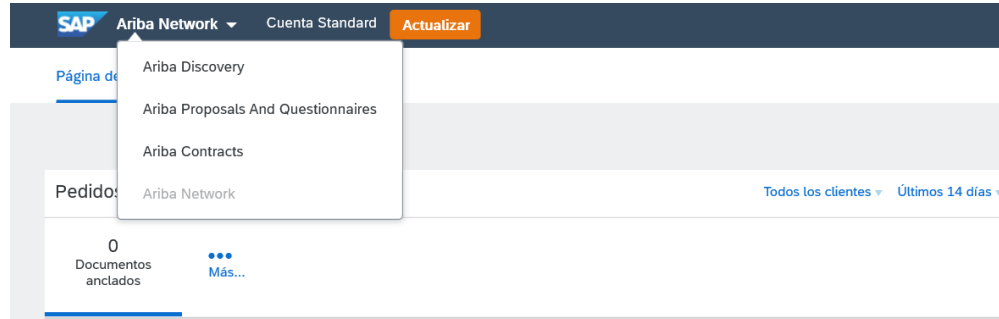 SAP Ariba Network Cuenta Standard Actualizar
Página de
Ariba Discovery
Ariba Proposals And Questionnaires
Ariba Contracts
Ariba Network
Pedidos Todos los clientes Últimos 14 días
0
Documentos
anclados
Más...